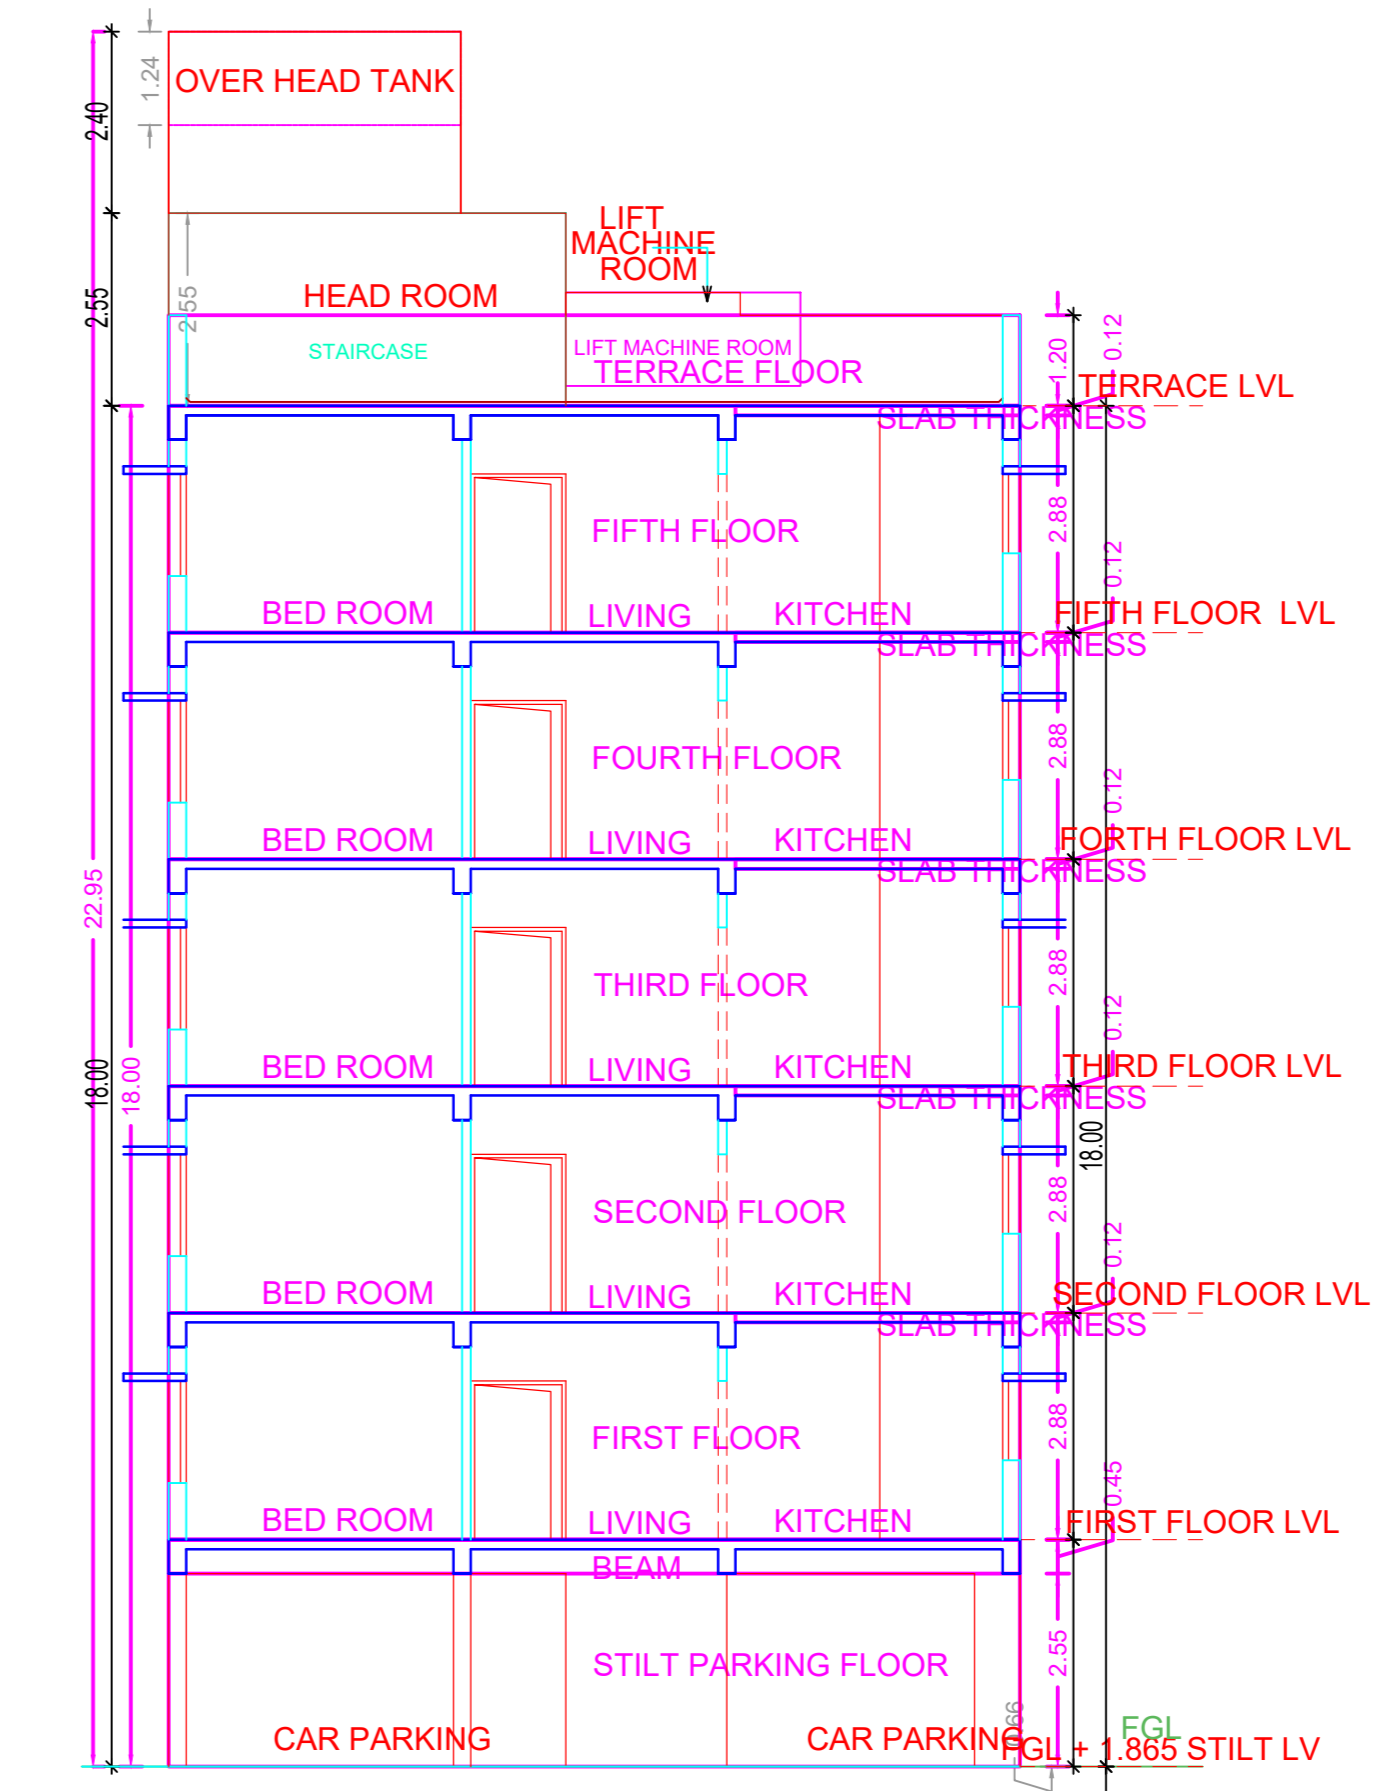 1.24
OVER HEAD TANK
2.40
LIFT
MACHINE
ROOM
2.55
2.55
HEAD ROOM
STAIRCASE
LIFT MACHINE ROOM
TERRACE FLOOR
1.20
0.12
TERRACE LVL
SLAB THICKNESS
FIFTH FLOOR
2.88
0.12
BED ROOM
LIVING
KITCHEN
FIFTH FLOOR LVL
SLAB THICKNESS
FOURTH FLOOR
2.88
0.12
BED ROOM
LIVING
KITCHEN
FORTH FLOOR LVL
SLAB THICKNESS
22.95
THIRD FLOOR
2.88
0.12
BED ROOM
LIVING
KITCHEN
THIRD FLOOR LVL
SLAB THICKNESS
18.00
18.00
18.00
SECOND FLOOR
2.88
0.12
BED ROOM
LIVING
KITCHEN
SECOND FLOOR LVL
SLAB THICKNESS
FIRST FLOOR
2.88
0.45
BED ROOM
LIVING
KITCHEN
FIRST FLOOR LVL
BEAM
STILT PARKING FLOOR
2.55
CAR PARKING
CAR PARKING
FGL
FGL + 1.865 STILT LV